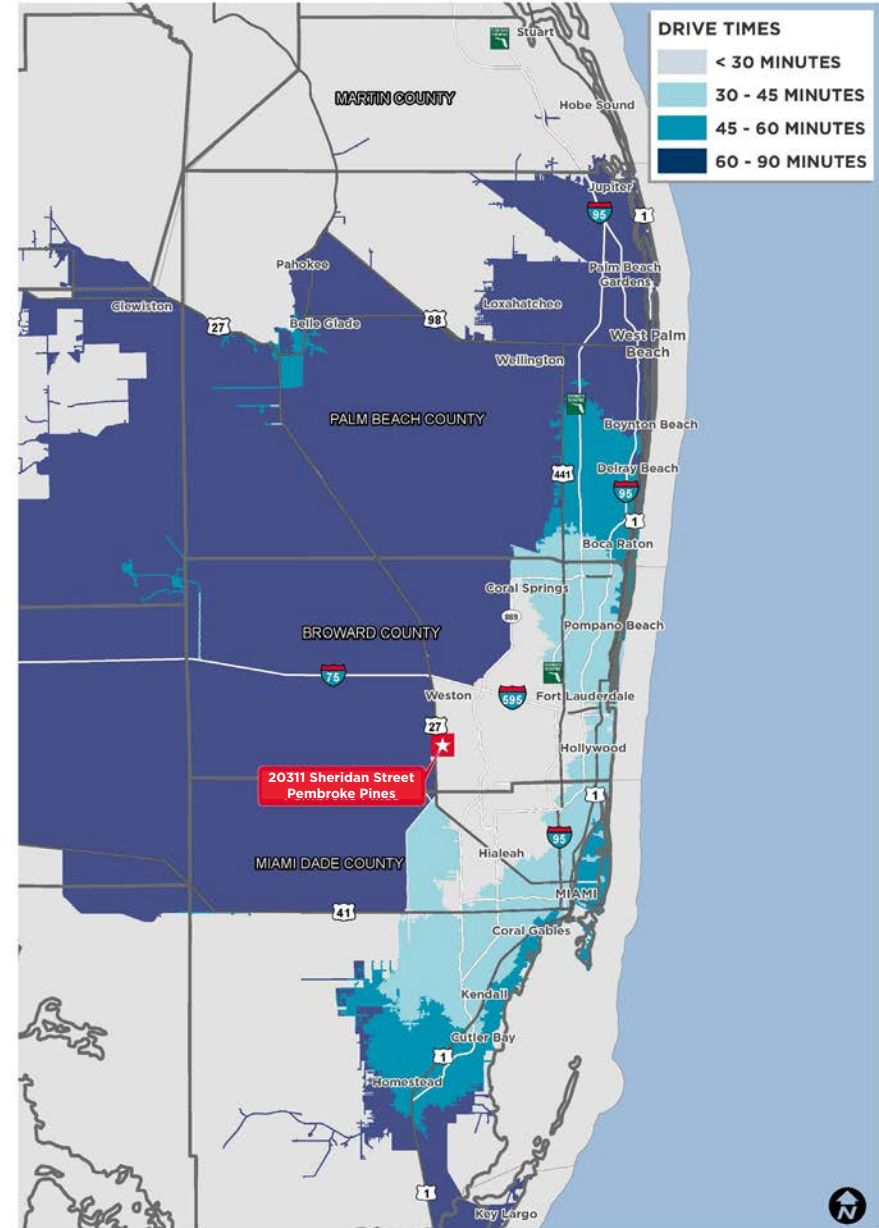 DRIVE TIMES
< 30 MINUTES
30 - 45 MINUTES
45 - 60 MINUTES
60 - 90 MINUTES
Stuart
MARTIN COUNTY
Hobe Sound
Jupiter
95
1
Pahokee
Palm Beach
Gardens
Clewiston
Loxahatchee
27
Belle Glade
98
West Palm
Beach
Wellington
PALM BEACH COUNTY
Boynton Beach
441
Delray Beach
95
1
Boca Raton
Coral Springs
869
Pompano Beach
BROWARD COUNTY
75
Weston
595
Fort Lauderdale
27
Hollywood
20311 Sheridan Street
Pembroke Pines
1
95
Hialeah
MIAMI DADE COUNTY
MIAMI
41
Coral Gables
Kendall
Cutler Bay
1
Homestead
1
Key Largo
N